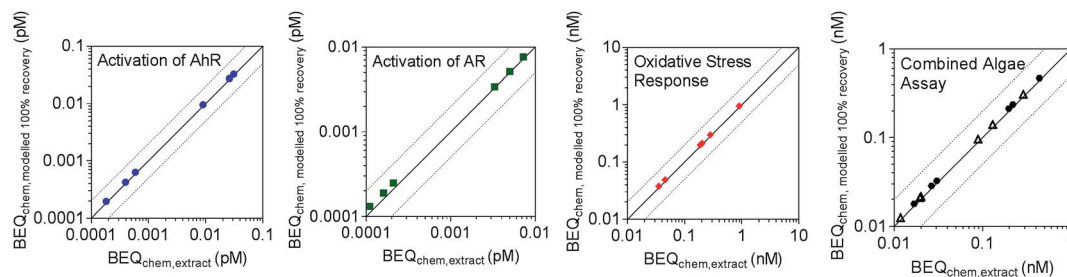 BEQchem,modelled 100% recovery (pM)
0.1
0.01
0.001
0.0001
Activation of AhR
0.0001
0.001
0.01
0.1
BEQchem,extract (pM)
BEQchem, modelled 100% recovery (pM)
0.01
0.001
0.0001
Activation of AR
0.0001
0.001
0.01
BEQchem,extract (pM)
BEQchem, modelled 100% recovery (nM)
10
1
0.1
0.01
Oxidative Stress
Response
0.01
0.1
1
10
BEQchem,extract (nM)
BEQchem, modelled 100% recovery (nM)
1
0.1
0.01
Combined Algae
Assay
0.01
0.1
1
BEQchem,extract (nM)